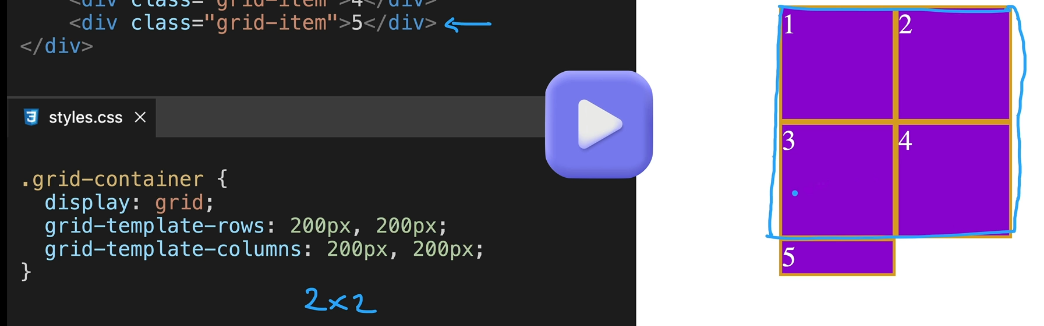 <div class="grid-item">4</div>
<div class="grid-item">5</div>
</div>
styles.css
.grid-container {
display: grid;
grid-template-rows: 200px, 200px;
grid-template-columns: 200px, 200px;
}
2x2
1 2
3 4
5